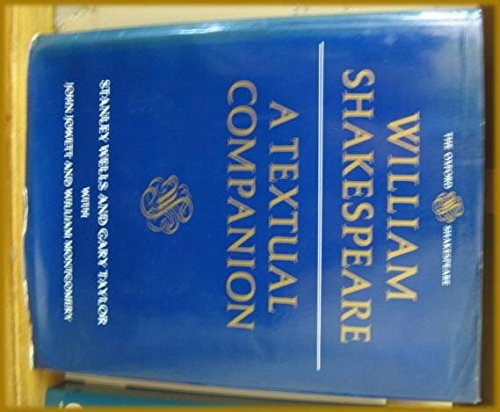 THE OXFORD SHAKESPEARE
WILLIAM
SHAKESPEARE
A TEXTUAL
COMPANION
STANLEY WELLS AND GARY TAYLOR
WITH
JOHN JOWETT AND WILLIAM MONTGOMERY